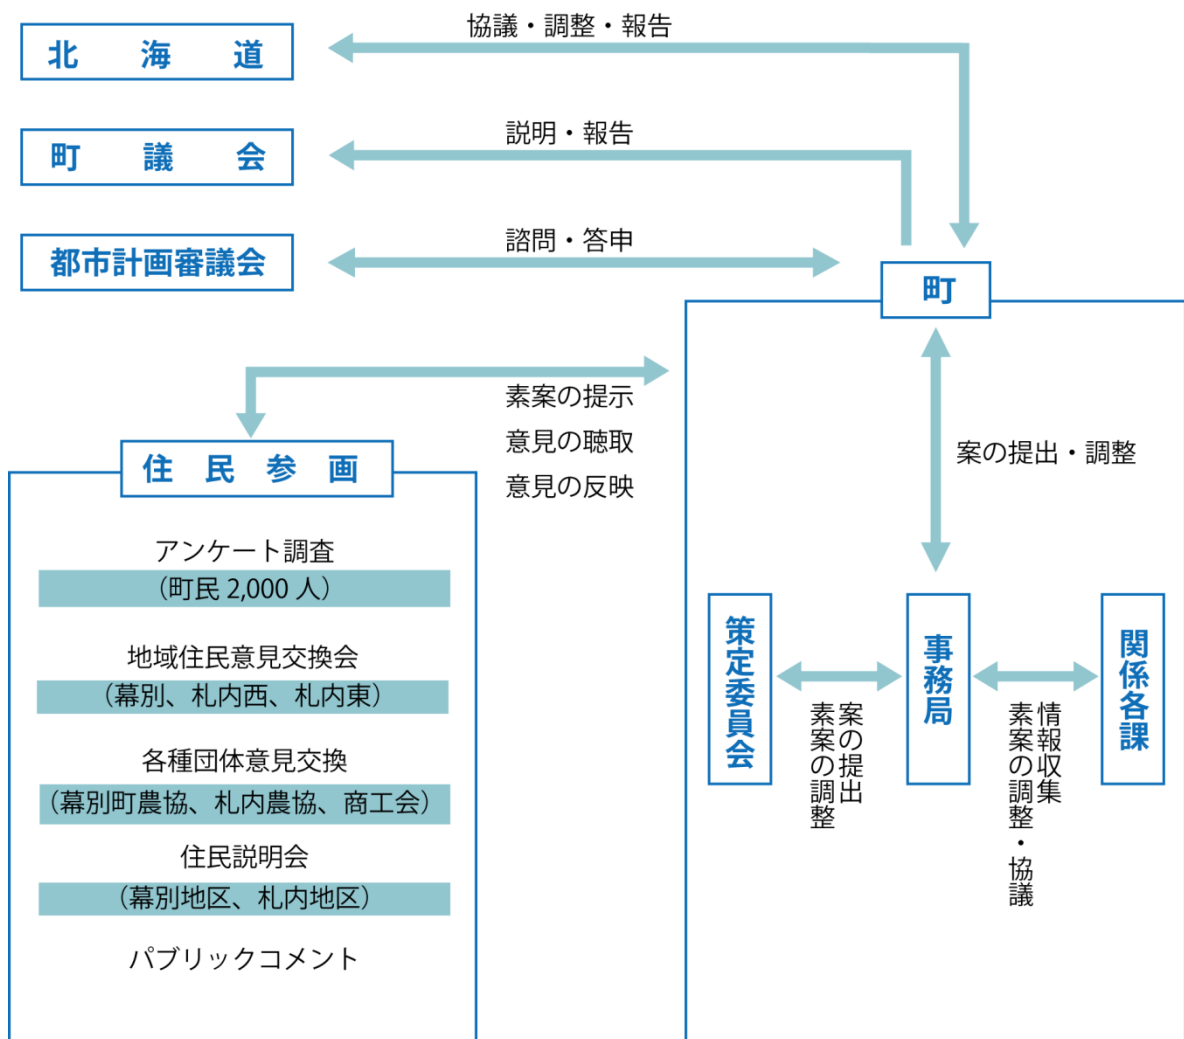 協議・調整・報告
北海道
説明・報告
町議会
諮問・答申
都市計画審議会
町
素案の提示
意見の聴取
意見の反映
案の提出・調整
住民参画
アンケート調査
（町民 2,000 人）
地域住民意見交換会
（幕別、札内西、札内東）
各種団体意見交換
（幕別町農協、札内農協、商工会）
住民説明会
（幕別地区、札内地区）
パブリックコメント
策定委員会
案の提出
素案の調整
事務局
情報収集
素案の調整・協議
関係各課